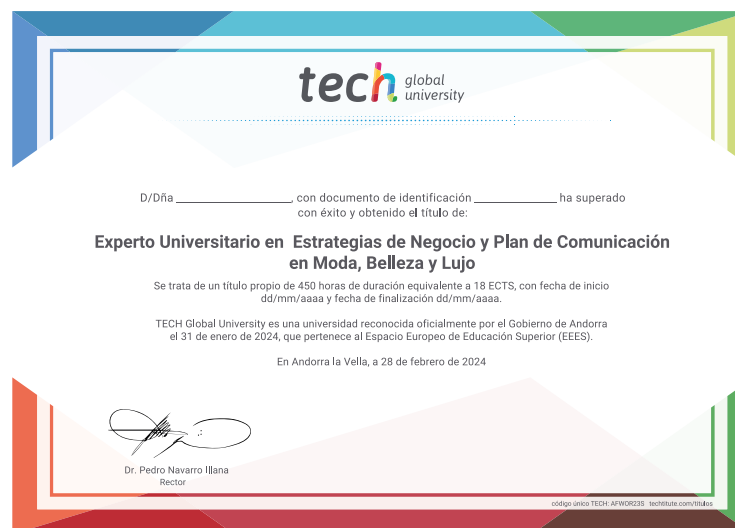 tech global
university
D/Dña ______________, con documento de identificación __________ ha superado
con éxito y obtenido el título de:
Experto Universitario en Estrategias de Negocio y Plan de Comunicación
en Moda, Belleza y Lujo
Se trata de un título propio de 450 horas de duración equivalente a 18 ECTS, con fecha de inicio
dd/mm/aaaa y fecha de finalización dd/mm/aaaa.
TECH Global University es una universidad reconocida oficialmente por el Gobierno de Andorra
el 31 de enero de 2024, que pertenece al Espacio Europeo de Educación Superior (EEES).
En Andorra la Vella, a 28 de febrero de 2024
Dr. Pedro Navarro Illana
Rector
código único TECH: AFWOR23S techtitute.com/títulos